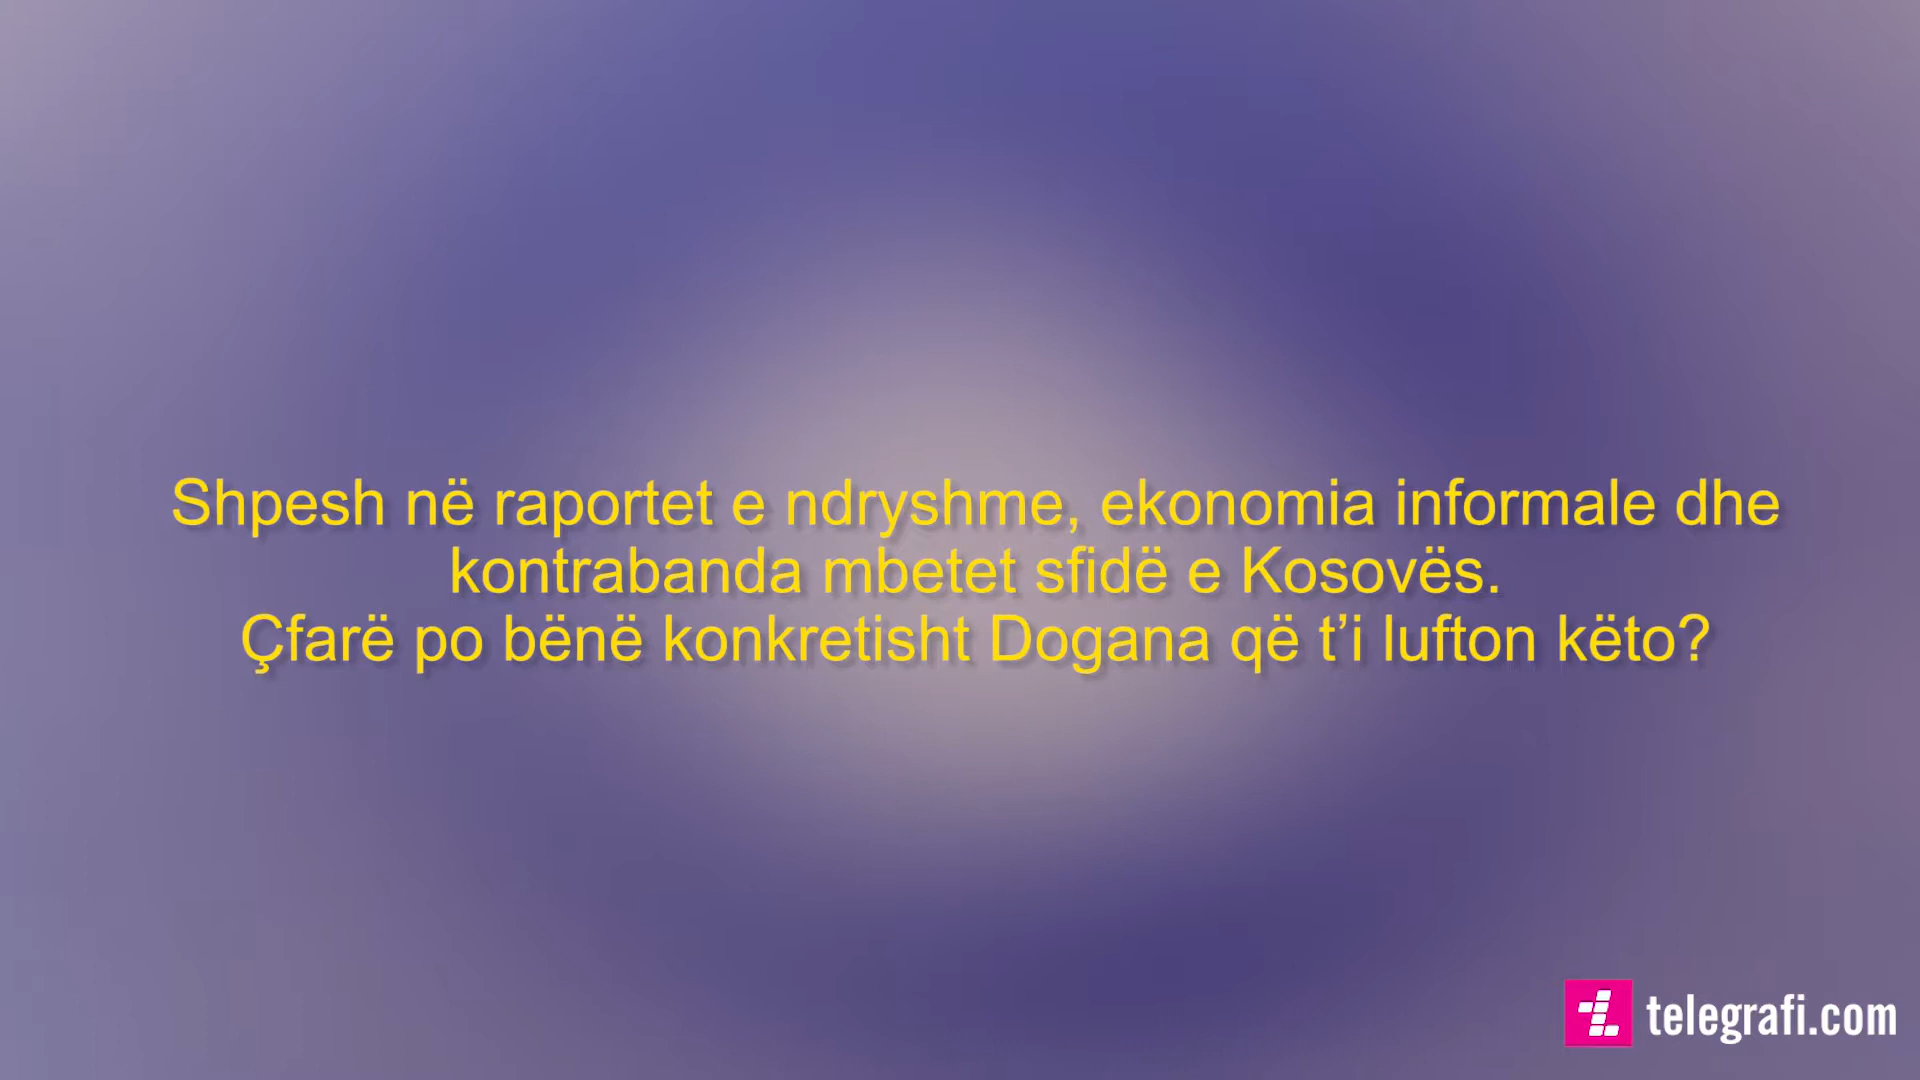 Shpesh në raportet e ndryshme, ekonomia informale dhe
kontrabanda mbetet sfidë e Kosovës.
Çfarë po bënë konkretisht Dogana që t’i lufton këto?
telegrafi.com